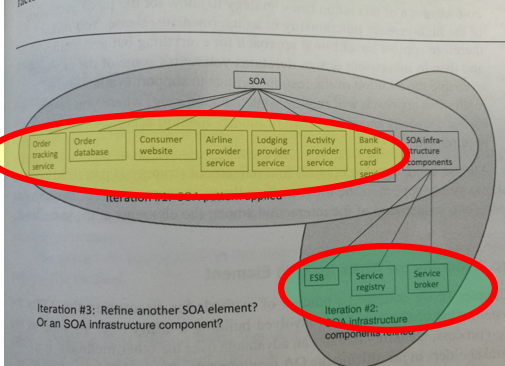 SOA
Order
tracking
service
Order
database
Consumer
website
Airline
provider
service
Lodging
provider
service
Activity
provider
service
Bank
credit
card
service
SOA infra-
structure
components
Iteration #1: SOA pattern applied
ESB
Service
registry
Service
broker
Iteration #3: Refine another SOA element?
Or an SOA infrastructure component?
Iteration #2:
SOA infrastructure
components refined